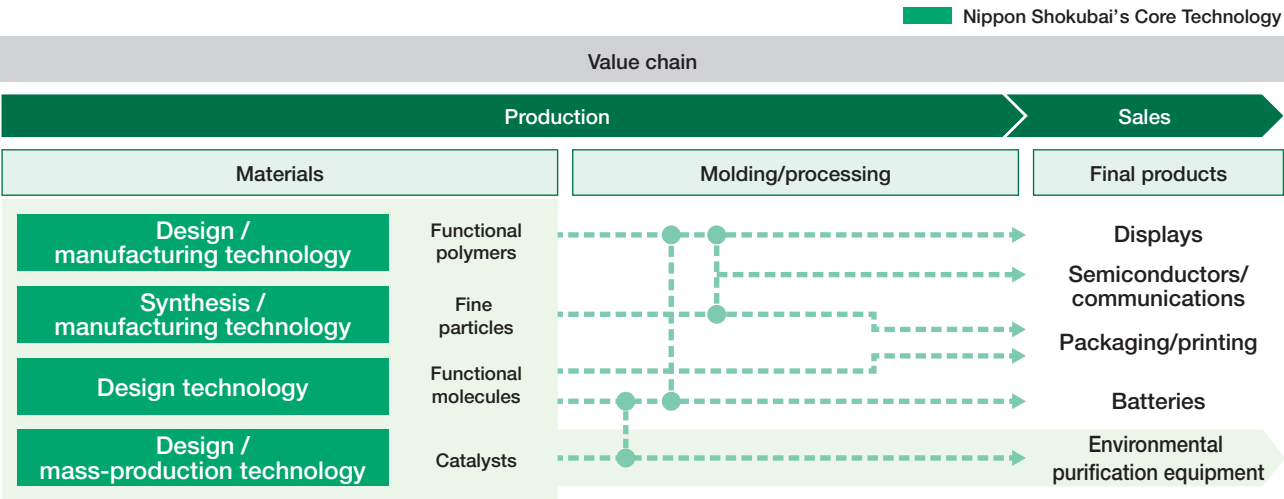 Nippon Shokubai's Core Technology
Value chain
Production
Sales
Materials
Molding/processing
Final products
Design /
manufacturing technology
Functional
polymers
Displays
Semiconductors/
communications
Synthesis /
manufacturing technology
Fine
particles
Packaging/printing
Design technology
Functional
molecules
Batteries
Design /
mass-production technology
Catalysts
Environmental
purification equipment